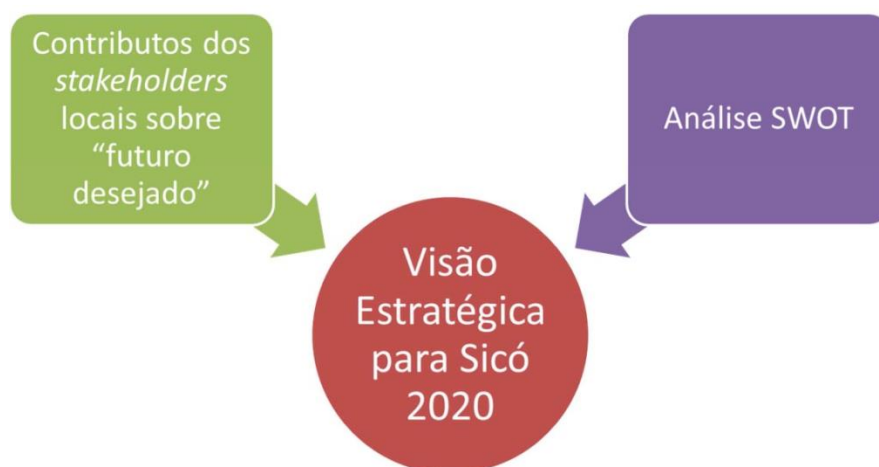 Contributos dos
stakeholders
locais sobre
“futuro
desejado”
Análise SWOT
Visão
Estratégica
para Sicó
2020